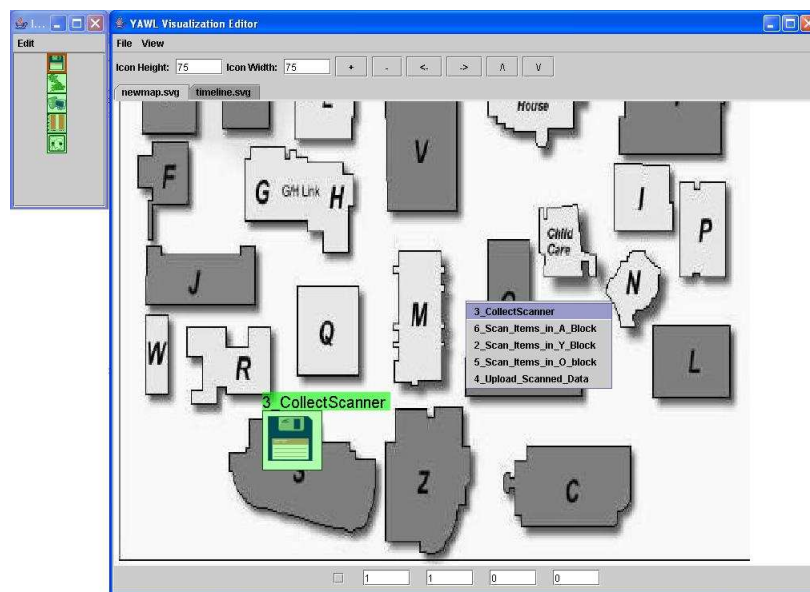 I...
Edit
YAWL Visualization Editor
File View
Icon Height: 75 Icon Width: 75 + - <- -> /\ \/
newmap.svg timeline.svg
House
V
F
G G/H Link H
I
P
Child
Care
J
N
M
Q
W
R
L
3_CollectScanner
6_Scan_Items_in_A_Block
2_Scan_Items_in_Y_Block
5_Scan_Items_in_O_block
4_Upload_Scanned_Data
3_CollectScanner
S
Z
C
1 1 0 0